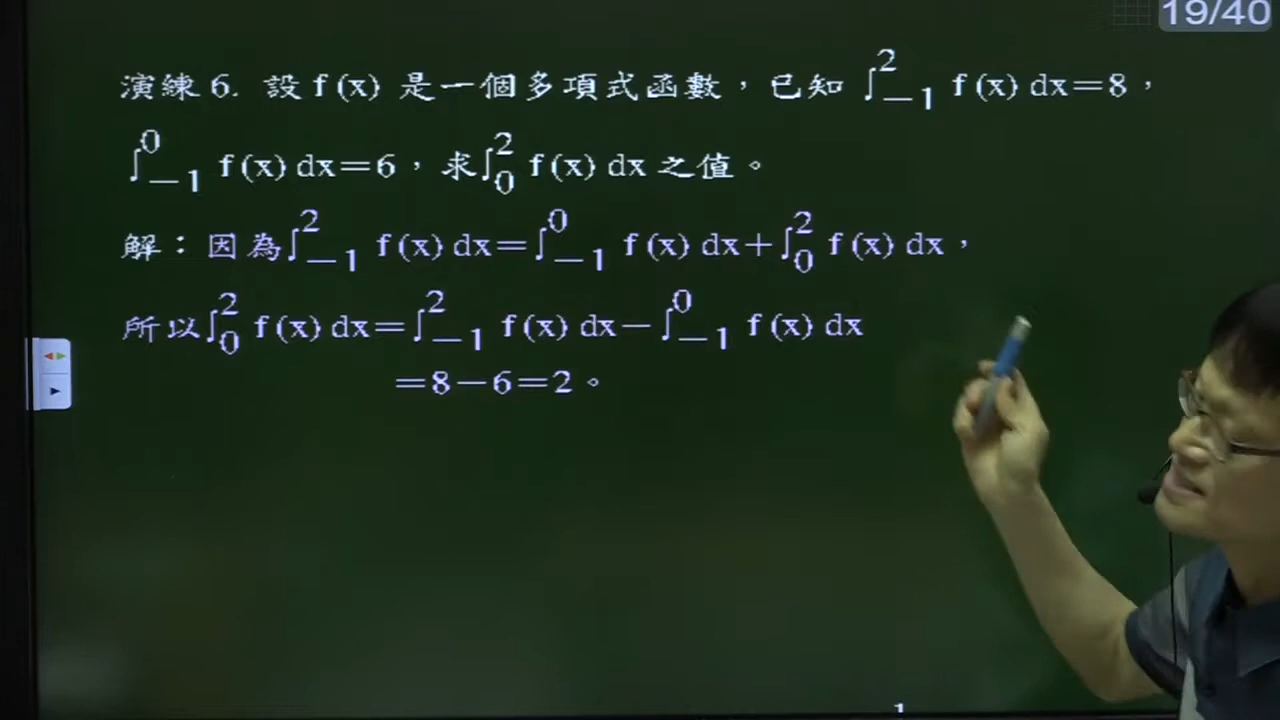 19/40
演練 6. 設 f(x) 是一個多項式函數，已知 ∫_{-1}^{2} f(x) dx=8，
∫_{-1}^{0} f(x) dx=6，求∫_{0}^{2} f(x) dx 之值。
解：因為∫_{-1}^{2} f(x) dx=∫_{-1}^{0} f(x) dx+∫_{0}^{2} f(x) dx，
所以∫_{0}^{2} f(x) dx=∫_{-1}^{2} f(x) dx－∫_{-1}^{0} f(x) dx
=8－6=2。